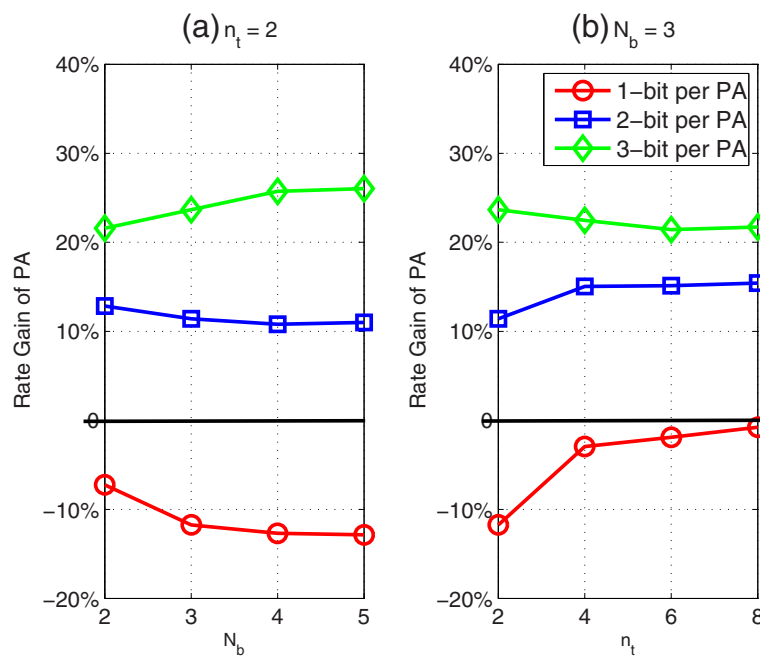 (a) n_t = 2
40%
30%
20%
10%
0
−10%
−20%
Rate Gain of PA
2 3 4 5
N_b
(b) N_b = 3
40%
30%
20%
10%
0
−10%
−20%
Rate Gain of PA
1−bit per PA
2−bit per PA
3−bit per PA
2 4 6 8
n_t